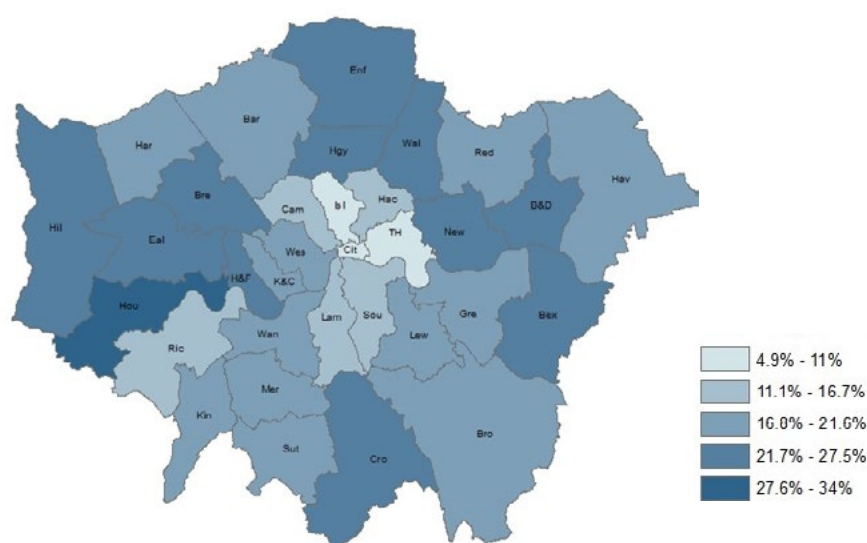 Enf
Bar
Har
Hgy
Wal
Red
Hav
Bre
Hac
B&D
Cam
Isl
TH
New
Hil
Eal
Wes
Cit
H&F
K&C
Hou
Lam
Sou
Gre
Bex
Ric
Wan
Lew
Mer
Kin
Bro
Sut
Cro
4.9% - 11%
11.1% - 16.7%
16.8% - 21.6%
21.7% - 27.5%
27.6% - 34%